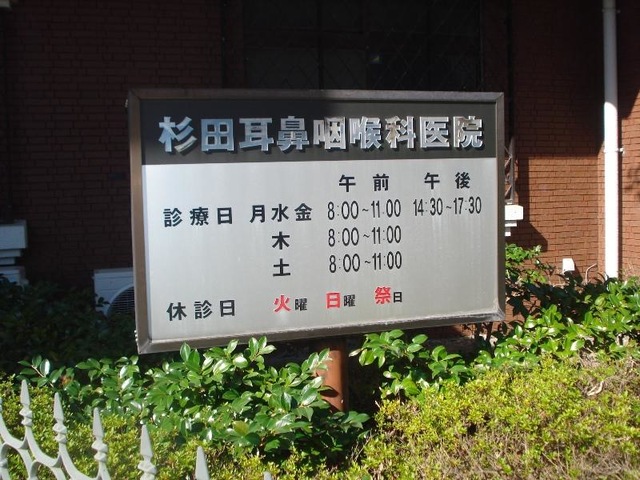 杉田耳鼻咽喉科医院
午前 午後
診療日 月水金 8:00~11:00 14:30~17:30
木 8:00~11:00
土 8:00~11:00
休診日 火曜 日曜 祭日